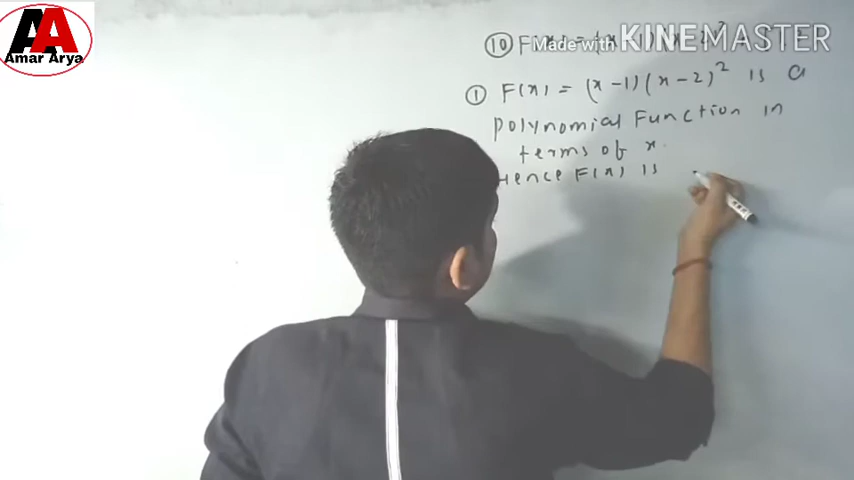 AA
Amar Arya
Made with KINEMASTER
⑩ F(x) =
① F(x) = (x-1)(x-2)² is a
polynomial Function in
terms of x.
Hence F(x) is